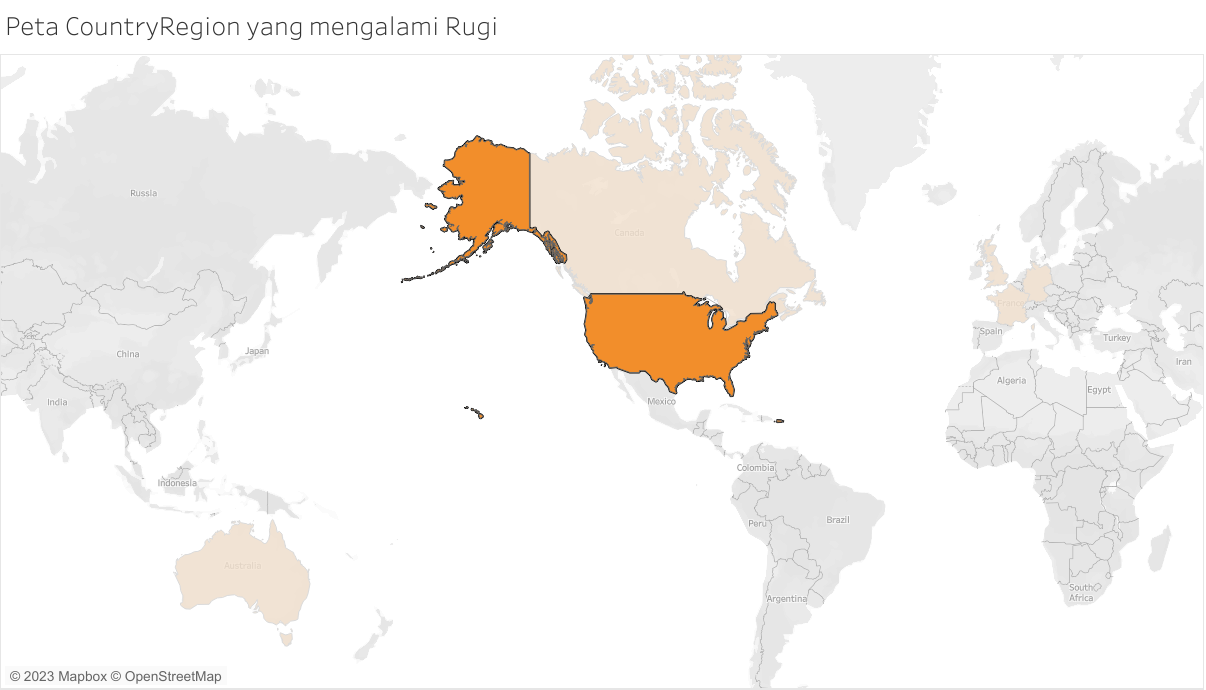 Peta CountryRegion yang mengalami Rugi
Russia
Canada
France
Spain
Turkey
China
Japan
Iran
India
Mexico
Algeria
Egypt
Colombia
Indonesia
Peru
Brazil
Australia
South
Africa
Argentina
© 2023 Mapbox © OpenStreetMap